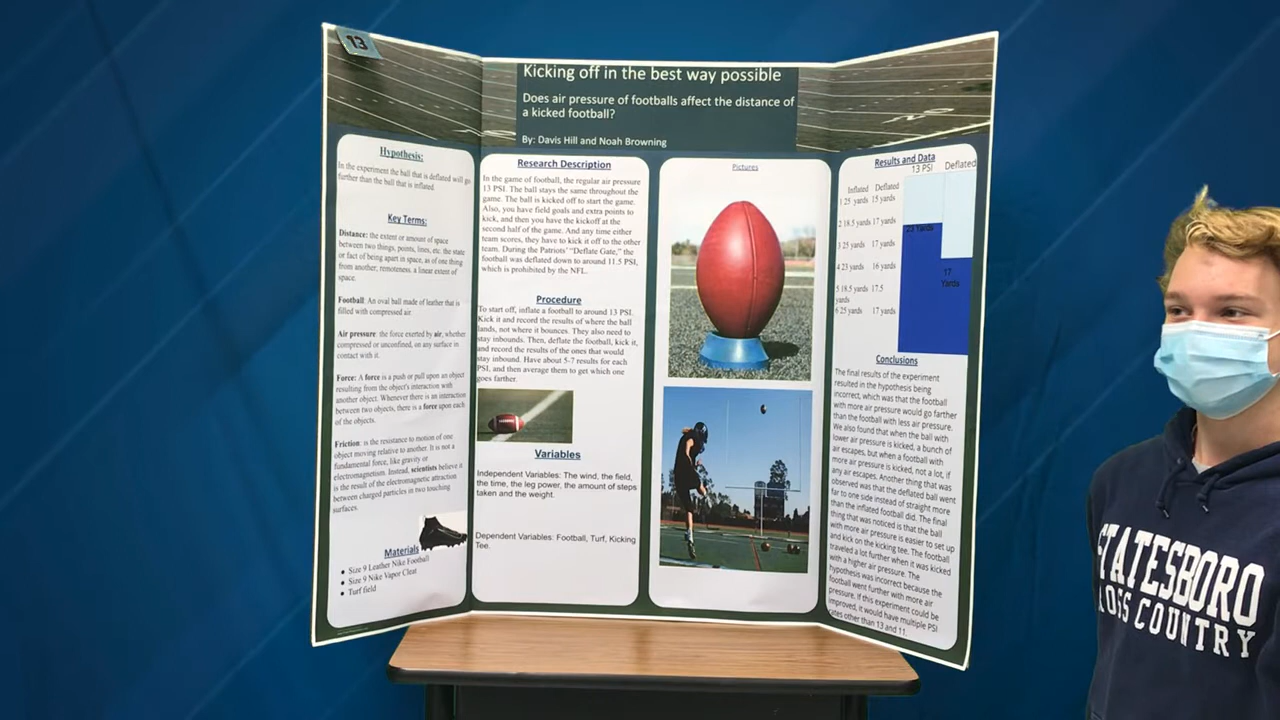 13
Kicking off in the best way possible
Does air pressure of footballs affect the distance of
a kicked football?
By: Davis Hill and Noah Browning
Hypothesis:
In the experiment the ball that is deflated will go
farther than the ball that is inflated.
Key Terms:
Distance: the extent or amount of space
between two things, points, lines, etc. the state
or fact of being apart in space, as of one thing
from another; remoteness. a linear extent of
space.
Football: An oval ball made of leather that is
filled with compressed air.
Air pressure: the force exerted by air, whether
compressed or unconfined, on any surface in
contact with it.
Force: A force is a push or pull upon an object
resulting from the object's interaction with
another object. Whenever there is an interaction
between two objects, there is a force upon each
of the objects.
Friction: is the resistance to motion of one
object moving relative to another. It is not a
fundamental force, like gravity or
electromagnetism. Instead, scientists believe it
is the result of the electromagnetic attraction
between charged particles in two touching
surfaces.
Materials
• Size 9 Leather Nike Football
• Size 9 Nike Vapor Cleat
• Turf field
Research Description
In the game of football, the regular air pressure
13 PSI. The ball stays the same throughout the
game. The ball is kicked off to start the game.
Also, you have field goals and extra points to
kick, and then you have the kickoff at the
second half of the game. And any time either
team scores, they have to kick it off to the other
team. During the Patriots' "Deflate Gate," the
football was deflated down to around 11.5 PSI,
which is prohibited by the NFL.
Procedure
To start off, inflate a football to around 13 PSI.
Kick it and record the results of where the ball
lands, not where it bounces. They also need to
stay inbounds. Then, deflate the football, kick it,
and record the results of the ones that would
stay inbound. Have about 5-7 results for each
PSI, and then average them to get which one
goes farther.
Variables
Independent Variables: The wind, the field,
the time, the leg power, the amount of steps
taken and the weight.
Dependent Variables: Football, Turf, Kicking
Tee.
Pictures
Results and Data
13 PSI Deflated
Inflated Deflated
1 25 yards 15 yards
2 18.5 yards 17 yards
3 25 yards 17 yards
4 23 yards 16 yards
5 18.5 yards 17.5
yards
6 25 yards 17 yards
23 Yards
17
Yards
Conclusions
The final results of the experiment
resulted in the hypothesis being
incorrect, which was that the football
with more air pressure would go farther
than the football with less air pressure.
We also found that when the ball with
lower air pressure is kicked, a bunch of
air escapes, but when a football with
more air pressure is kicked, not a lot, if
any air escapes. Another thing that was
observed was that the deflated ball went
far to one side instead of straight more
than the inflated football did. The final
thing that was noticed is that the ball
with more air pressure is easier to set up
and kick on the kicking tee. The football
traveled a lot further when it was kicked
with a higher air pressure. The
hypothesis was incorrect because the
football went further with more air
pressure. If this experiment could be
improved, it would have multiple PSI
rates other than 13 and 11.
STATESBORO
CROSS COUNTRY